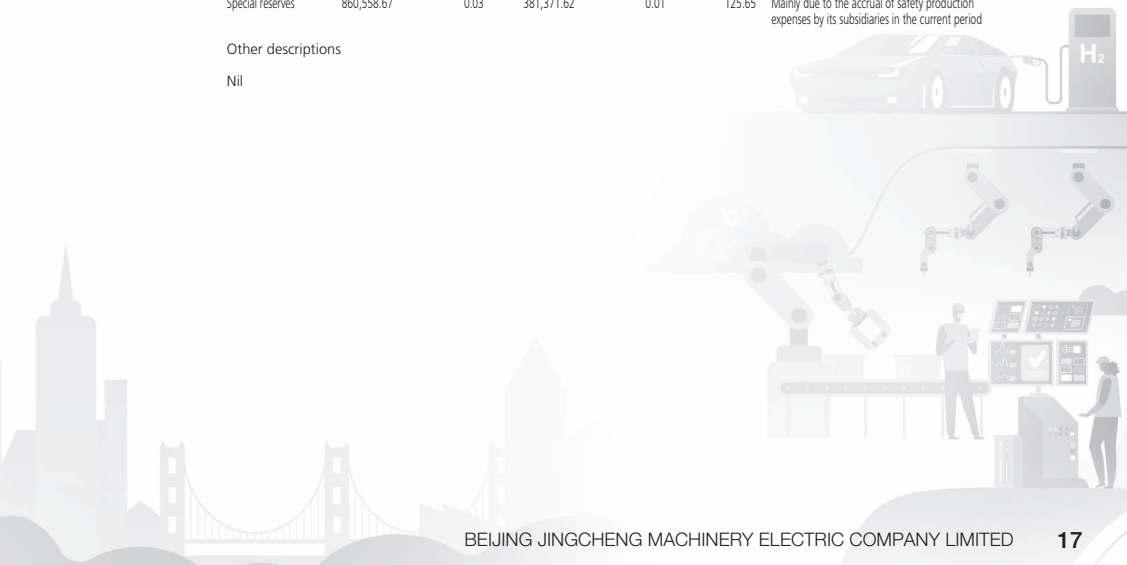 Special reserves 860,558.67 0.03 381,371.62 0.01 125.65 Mainly due to the accrual of safety production
expenses by its subsidiaries in the current period
Other descriptions
Nil
H2
BEIJING JINGCHENG MACHINERY ELECTRIC COMPANY LIMITED 17